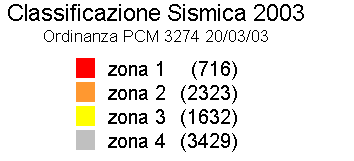 Classificazione Sismica 2003
Ordinanza PCM 3274 20/03/03
zona 1 (716)
zona 2 (2323)
zona 3 (1632)
zona 4 (3429)